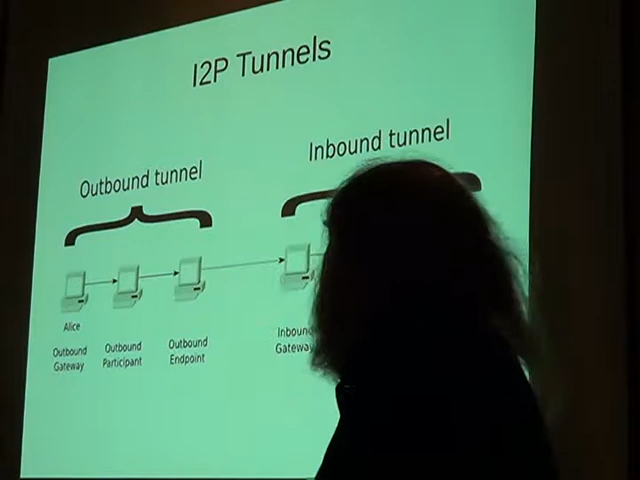 I2P Tunnels
Inbound tunnel
Outbound tunnel
Alice
Outbound
Gateway
Outbound
Participant
Outbound
Endpoint
Inbound
Gateway